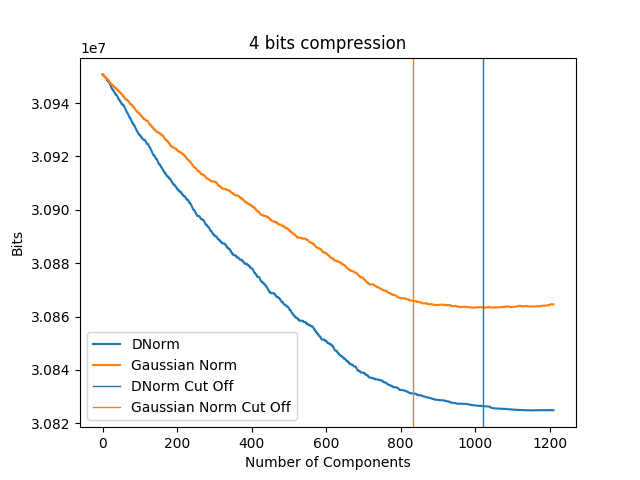 4 bits compression
1e7
3.094
3.092
3.090
3.088
3.086
3.084
3.082
Bits
DNorm
Gaussian Norm
DNorm Cut Off
Gaussian Norm Cut Off
0 200 400 600 800 1000 1200
Number of Components